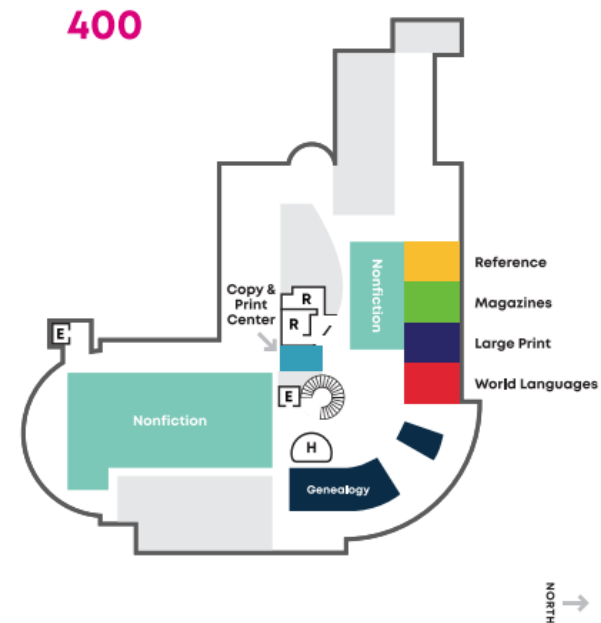 400
Copy &
Print
Center
R
R
E
E
H
Nonfiction
Nonfiction
Genealogy
Reference
Magazines
Large Print
World Languages
NORTH